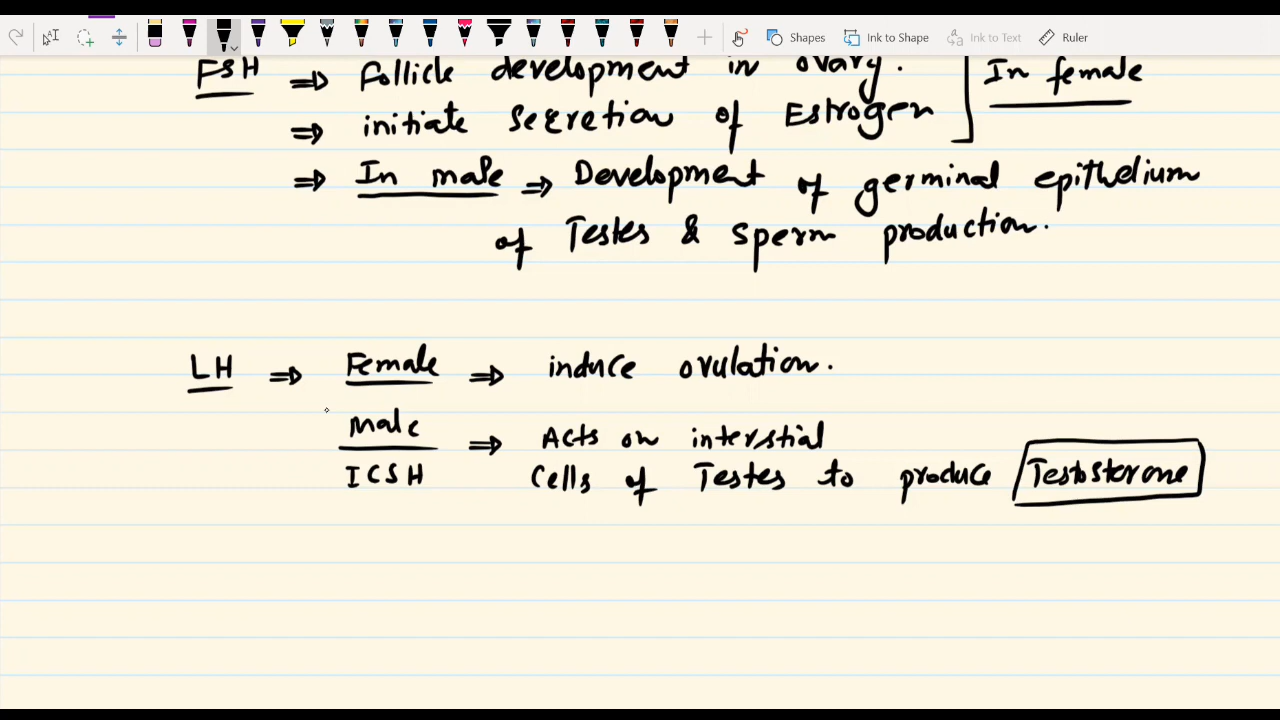 Shapes Ink to Shape Ink to Text Ruler
FSH ⇒ Follicle development in ovary. In female
⇒ initiate Secretion of Estrogen
⇒ In male ⇒ Development of germinal epithelium
of Testes & sperm production.
LH ⇒ Female ⇒ induce ovulation.
Male ⇒ Acts on interstial
ICSH Cells of Testes to produce Testosterone